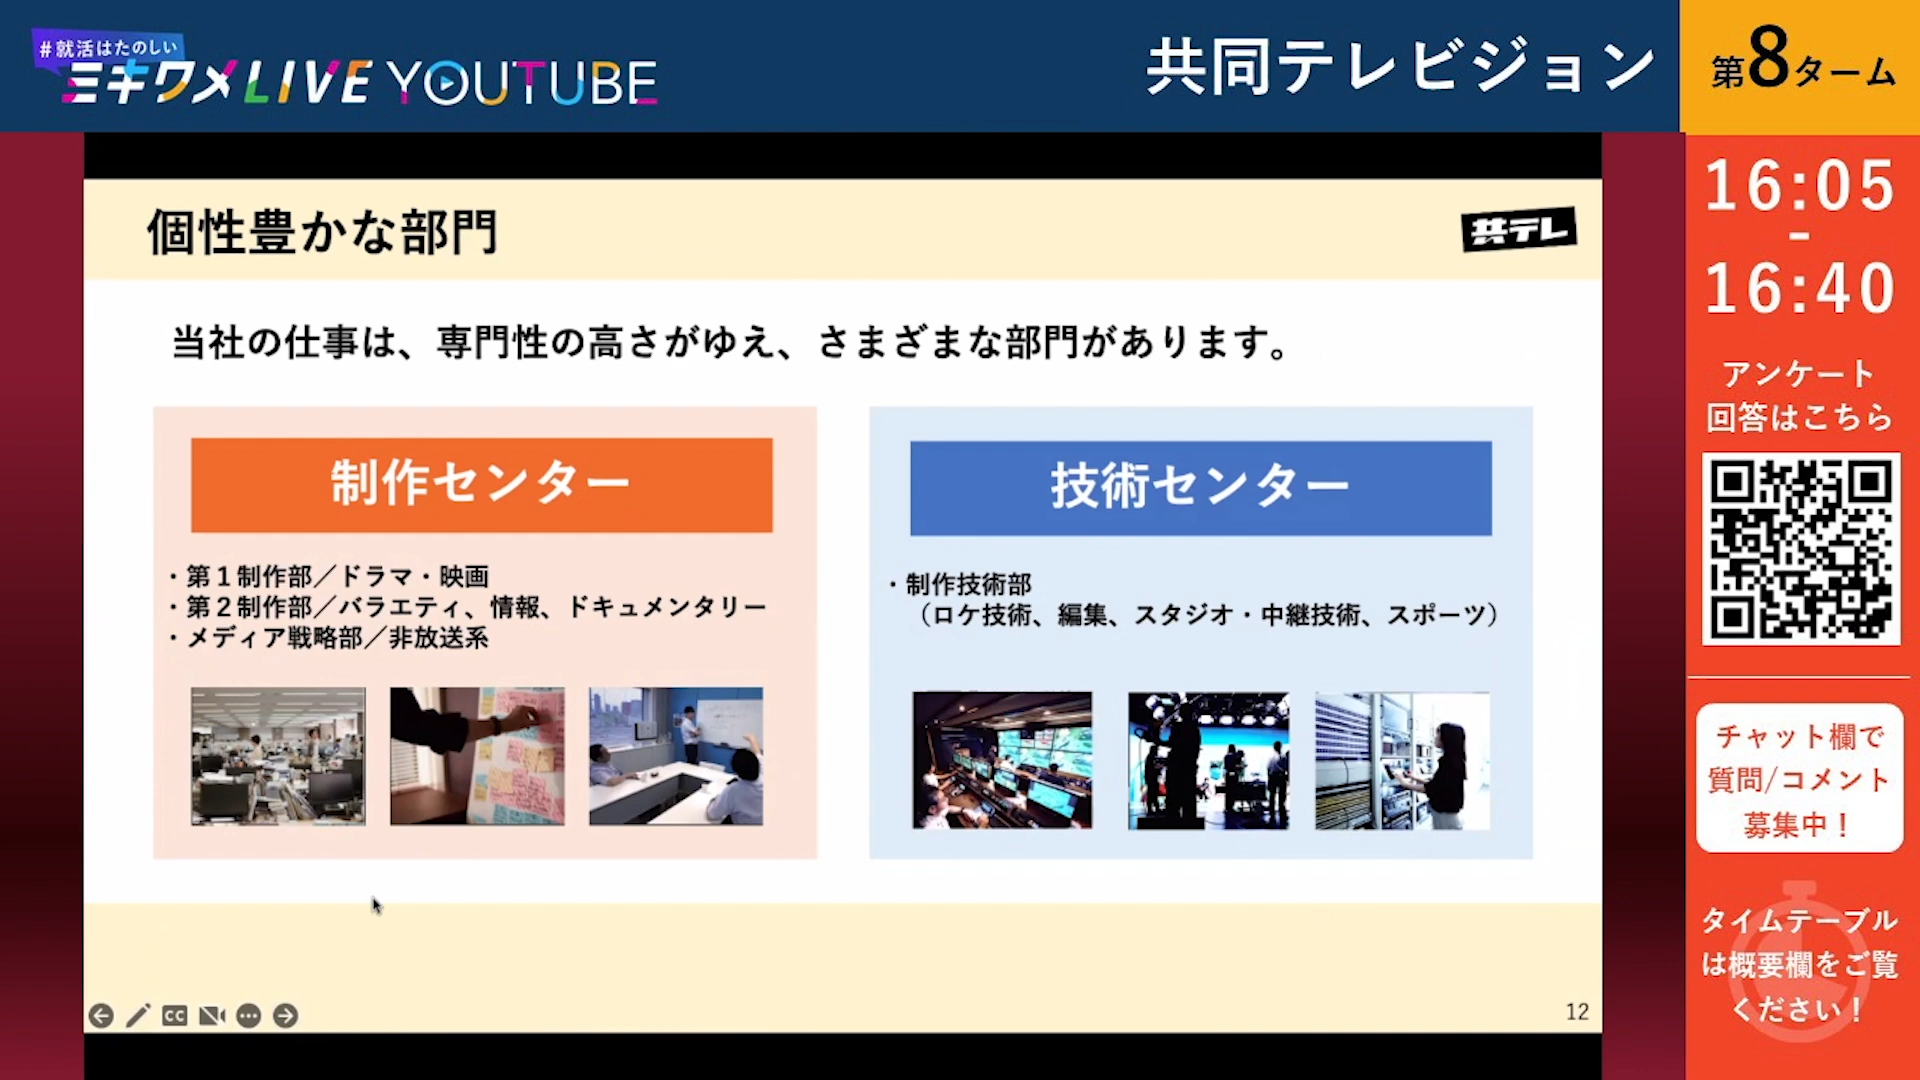 #就活はたのしい
ミキワメLIVE YOUTUBE
共同テレビジョン
第8ターム
個性豊かな部門
共テレ
当社の仕事は、専門性の高さがゆえ、さまざまな部門があります。
制作センター
・第1制作部／ドラマ・映画
・第2制作部／バラエティ、情報、ドキュメンタリー
・メディア戦略部／非放送系
技術センター
・制作技術部
（ロケ技術、編集、スタジオ・中継技術、スポーツ）
CC
12
16:05
-
16:40
アンケート
回答はこちら
チャット欄で
質問/コメント
募集中！
タイムテーブル
は概要欄をご覧
ください！